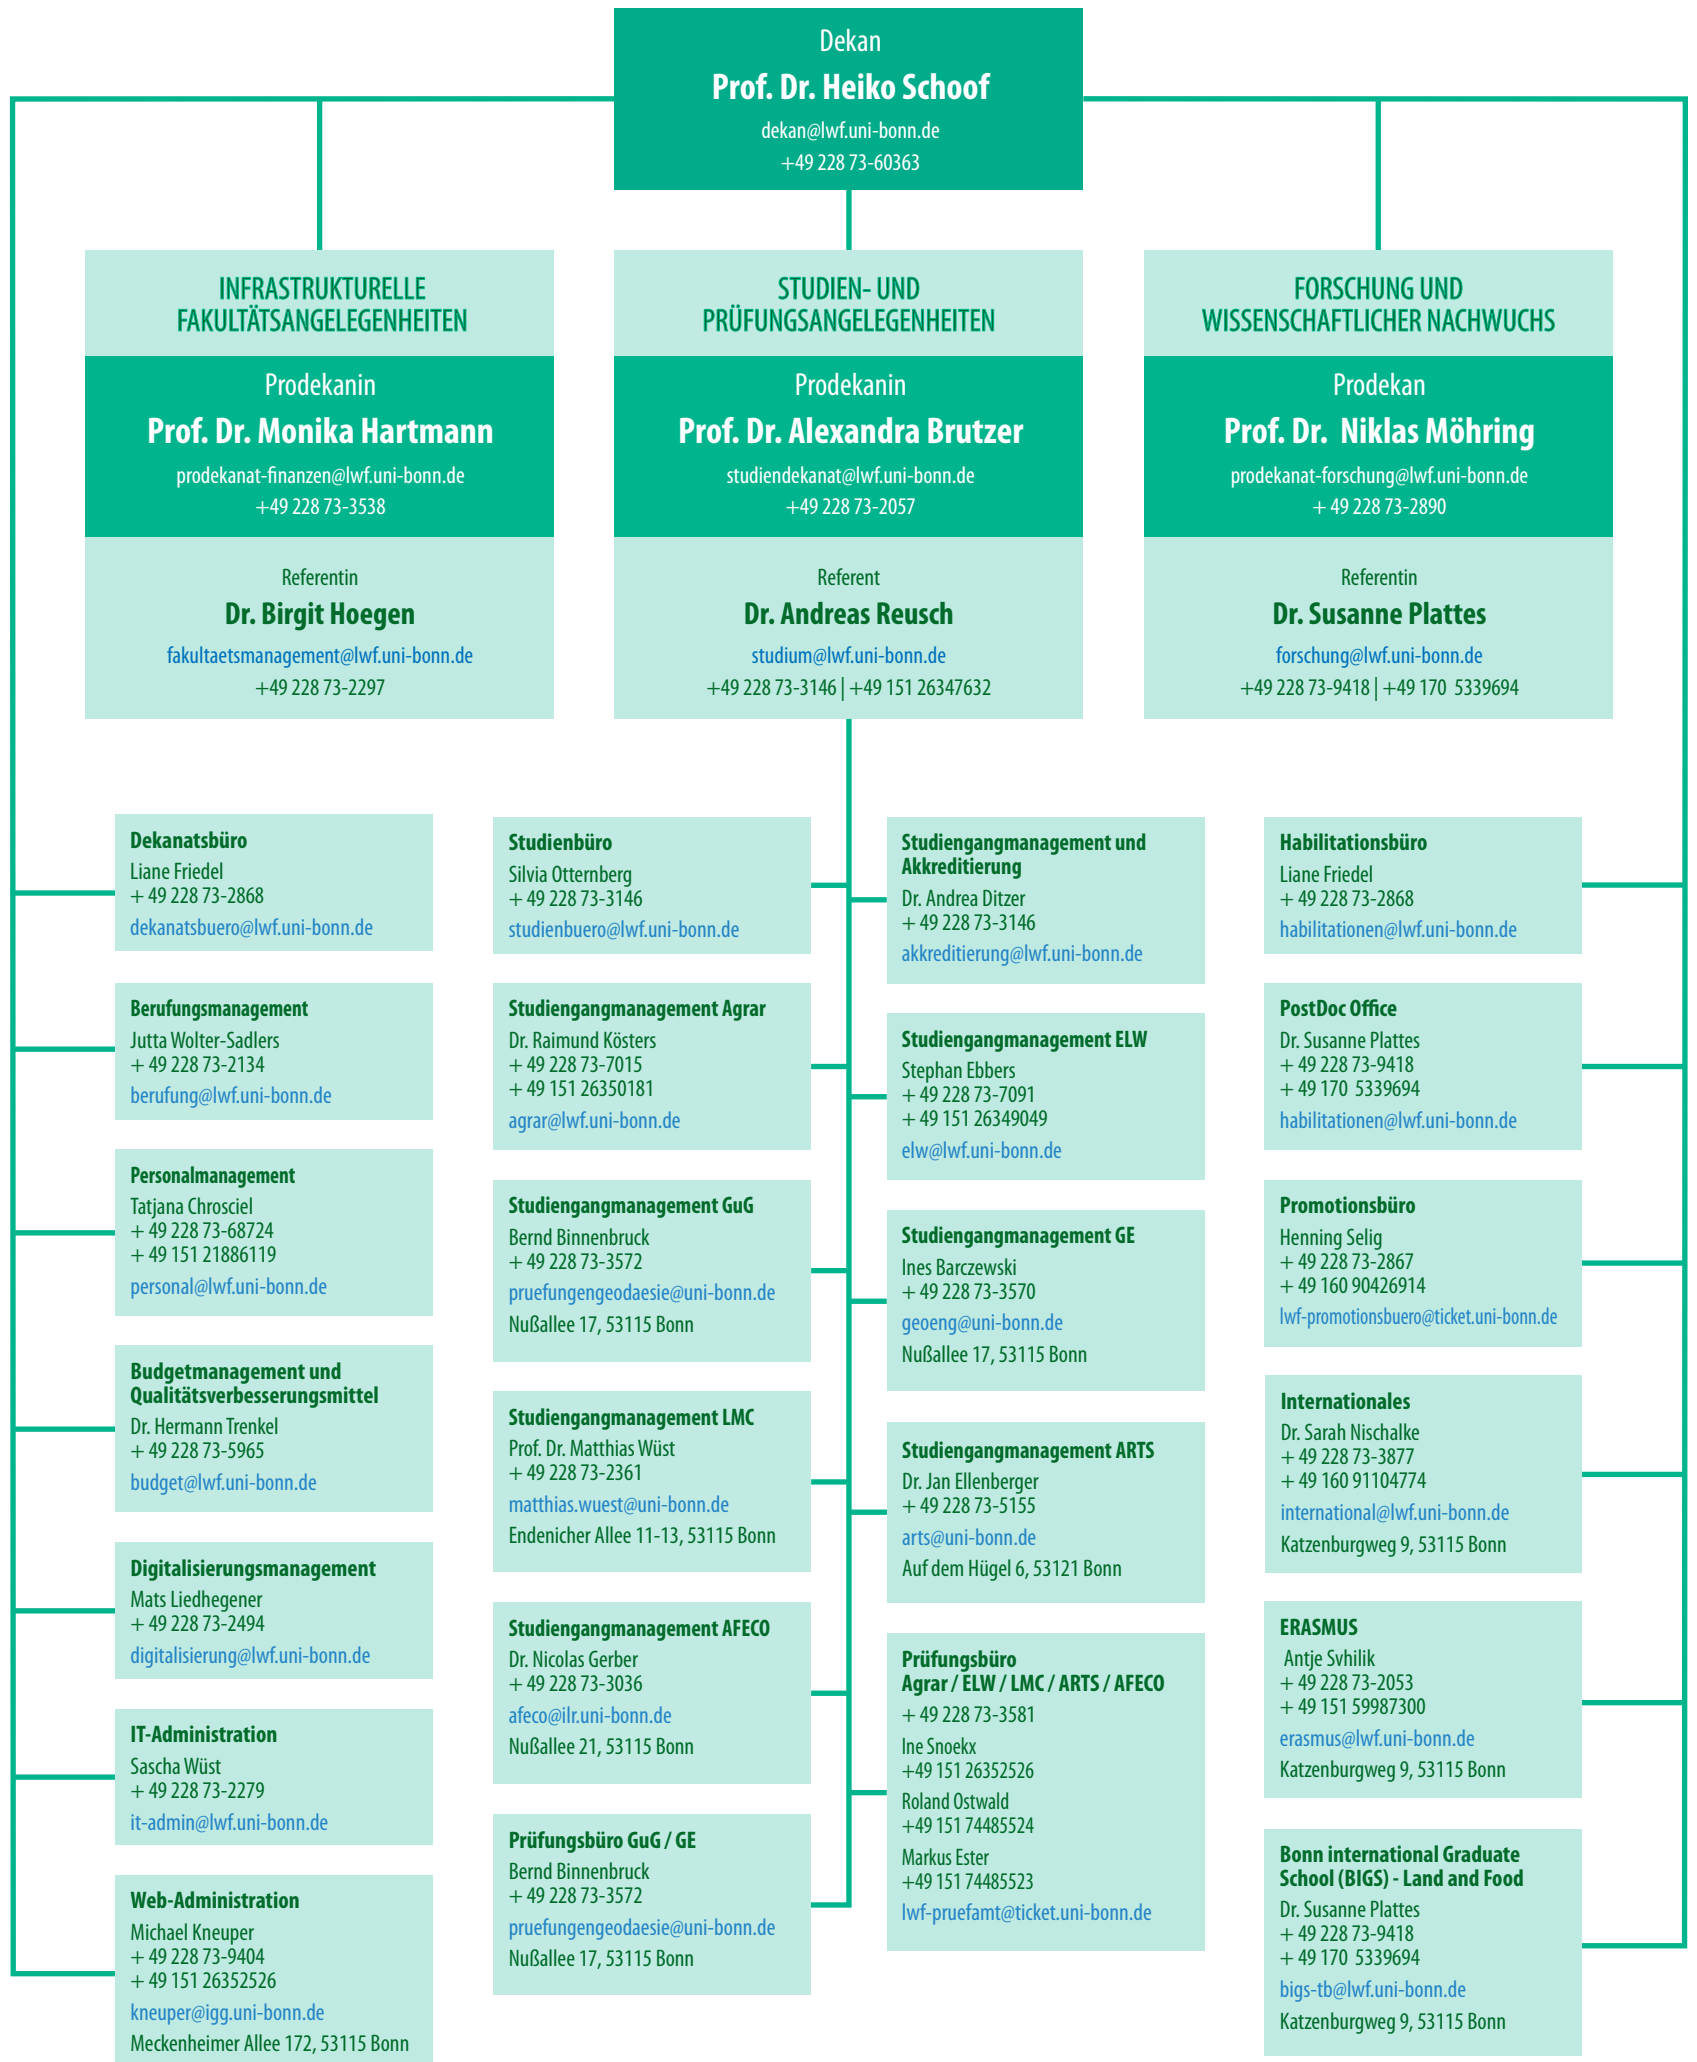 Dekan
Prof. Dr. Heiko Schoof
dekan@lwf.uni-bonn.de
+49 228 73-60363
INFRASTRUKTURELLE
FAKULTÄTSANGELEGENHEITEN
Prodekanin
Prof. Dr. Monika Hartmann
prodekanat-finanzen@lwf.uni-bonn.de
+49 228 73-3538
Referentin
Dr. Birgit Hoegen
fakultaetsmanagement@lwf.uni-bonn.de
+49 228 73-2297
STUDIEN- UND
PRÜFUNGSANGELEGENHEITEN
Prodekanin
Prof. Dr. Alexandra Brutzer
studiendekanat@lwf.uni-bonn.de
+49 228 73-2057
Referent
Dr. Andreas Reusch
studium@lwf.uni-bonn.de
+49 228 73-3146 | +49 151 26347632
FORSCHUNG UND
WISSENSCHAFTLICHER NACHWUCHS
Prodekan
Prof. Dr. Niklas Möhring
prodekanat-forschung@lwf.uni-bonn.de
+ 49 228 73-2890
Referentin
Dr. Susanne Plattes
forschung@lwf.uni-bonn.de
+49 228 73-9418 | +49 170 5339694
Dekanatsbüro
Liane Friedel
+ 49 228 73-2868
dekanatsbuero@lwf.uni-bonn.de
Berufungsmanagement
Jutta Wolter-Sadlers
+ 49 228 73-2134
berufung@lwf.uni-bonn.de
Personalmanagement
Tatjana Chrosciel
+ 49 228 73-68724
+ 49 151 21886119
personal@lwf.uni-bonn.de
Budgetmanagement und
Qualitätsverbesserungsmittel
Dr. Hermann Trenkel
+ 49 228 73-5965
budget@lwf.uni-bonn.de
Digitalisierungsmanagement
Mats Liedhegener
+ 49 228 73-2494
digitalisierung@lwf.uni-bonn.de
IT-Administration
Sascha Wüst
+ 49 228 73-2279
it-admin@lwf.uni-bonn.de
Web-Administration
Michael Kneuper
+ 49 228 73-9404
+ 49 151 26352526
kneuper@igg.uni-bonn.de
Meckenheimer Allee 172, 53115 Bonn
Studienbüro
Silvia Otternberg
+ 49 228 73-3146
studienbuero@lwf.uni-bonn.de
Studiengangmanagement Agrar
Dr. Raimund Kösters
+ 49 228 73-7015
+ 49 151 26350181
agrar@lwf.uni-bonn.de
Studiengangmanagement GuG
Bernd Binnenbruck
+ 49 228 73-3572
pruefungengeodaesie@uni-bonn.de
Nußallee 17, 53115 Bonn
Studiengangmanagement LMC
Prof. Dr. Matthias Wüst
+ 49 228 73-2361
matthias.wuest@uni-bonn.de
Endenicher Allee 11-13, 53115 Bonn
Studiengangmanagement AFECO
Dr. Nicolas Gerber
+ 49 228 73-3036
afeco@ilr.uni-bonn.de
Nußallee 21, 53115 Bonn
Prüfungsbüro GuG / GE
Bernd Binnenbruck
+ 49 228 73-3572
pruefungengeodaesie@uni-bonn.de
Nußallee 17, 53115 Bonn
Studiengangmanagement und
Akkreditierung
Dr. Andrea Ditzer
+ 49 228 73-3146
akkreditierung@lwf.uni-bonn.de
Studiengangmanagement ELW
Stephan Ebbers
+ 49 228 73-7091
+ 49 151 26349049
elw@lwf.uni-bonn.de
Studiengangmanagement GE
Ines Barczewski
+ 49 228 73-3570
geoeng@uni-bonn.de
Nußallee 17, 53115 Bonn
Studiengangmanagement ARTS
Dr. Jan Ellenberger
+ 49 228 73-5155
arts@uni-bonn.de
Auf dem Hügel 6, 53121 Bonn
Prüfungsbüro
Agrar / ELW / LMC / ARTS / AFECO
+ 49 228 73-3581
Ine Snoekx
+49 151 26352526
Roland Ostwald
+49 151 74485524
Markus Ester
+49 151 74485523
lwf-pruefamt@ticket.uni-bonn.de
Habilitationsbüro
Liane Friedel
+ 49 228 73-2868
habilitationen@lwf.uni-bonn.de
PostDoc Office
Dr. Susanne Plattes
+ 49 228 73-9418
+ 49 170 5339694
habilitationen@lwf.uni-bonn.de
Promotionsbüro
Henning Selig
+ 49 228 73-2867
+ 49 160 90426914
lwf-promotionsbuero@ticket.uni-bonn.de
Internationales
Dr. Sarah Nischalke
+ 49 228 73-3877
+ 49 160 91104774
international@lwf.uni-bonn.de
Katzenburgweg 9, 53115 Bonn
ERASMUS
Antje Svhilik
+ 49 228 73-2053
+ 49 151 59987300
erasmus@lwf.uni-bonn.de
Katzenburgweg 9, 53115 Bonn
Bonn international Graduate
School (BIGS) - Land and Food
Dr. Susanne Plattes
+ 49 228 73-9418
+ 49 170 5339694
bigs-tb@lwf.uni-bonn.de
Katzenburgweg 9, 53115 Bonn